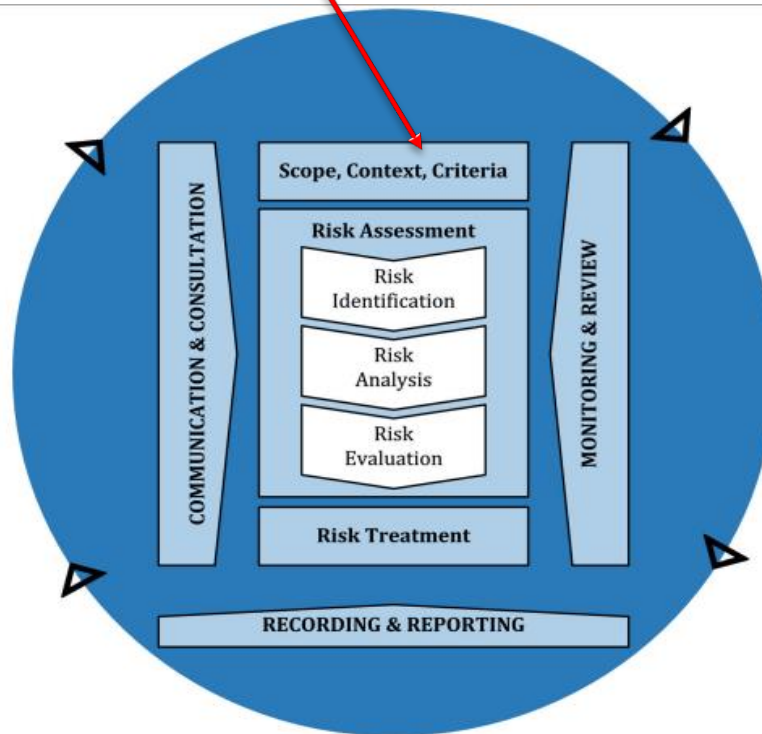 Scope, Context, Criteria
Risk Assessment
Risk
Identification
Risk
Analysis
Risk
Evaluation
Risk Treatment
COMMUNICATION & CONSULTATION
MONITORING & REVIEW
RECORDING & REPORTING